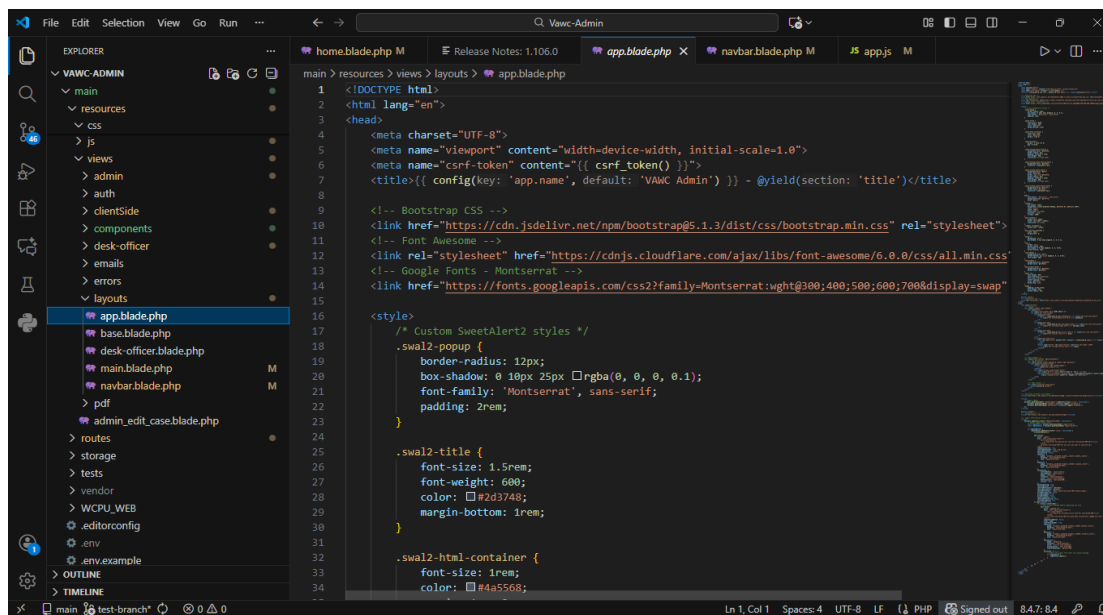 File Edit Selection View Go Run ···
Vawc-Admin
EXPLORER ···
VAWC-ADMIN
main
resources
css
js
views
admin
auth
clientSide
components
desk-officer
emails
errors
layouts
app.blade.php
base.blade.php
desk-officer.blade.php
main.blade.php M
navbar.blade.php M
pdf
admin_edit_case.blade.php
routes
storage
tests
vendor
WCPU_WEB
.editorconfig
.env
.env.example
OUTLINE
TIMELINE
46
1
home.blade.php M Release Notes: 1.106.0 app.blade.php navbar.blade.php M JS app.js M
main > resources > views > layouts > app.blade.php
1 <!DOCTYPE html>
2 <html lang="en">
3 <head>
4 <meta charset="UTF-8">
5 <meta name="viewport" content="width=device-width, initial-scale=1.0">
6 <meta name="csrf-token" content="{{ csrf_token() }}">
7 <title>{{ config(key: 'app.name', default: 'VAWC Admin') }} - @yield(section: 'title')</title>
8
9 <!-- Bootstrap CSS -->
10 <link href="https://cdn.jsdelivr.net/npm/bootstrap@5.1.3/dist/css/bootstrap.min.css" rel="stylesheet">
11 <!-- Font Awesome -->
12 <link rel="stylesheet" href="https://cdnjs.cloudflare.com/ajax/libs/font-awesome/6.0.0/css/all.min.css"
13 <!-- Google Fonts - Montserrat -->
14 <link href="https://fonts.googleapis.com/css2?family=Montserrat:wght@300;400;500;600;700&display=swap"
15
16 <style>
17 /* Custom SweetAlert2 styles */
18 .swal2-popup {
19 border-radius: 12px;
20 box-shadow: 0 10px 25px rgba(0, 0, 0, 0.1);
21 font-family: 'Montserrat', sans-serif;
22 padding: 2rem;
23 }
24
25 .swal2-title {
26 font-size: 1.5rem;
27 font-weight: 600;
28 color: #2d3748;
29 margin-bottom: 1rem;
30 }
31
32 .swal2-html-container {
33 font-size: 1rem;
34 color: #4a5568;
main test-branch* 0 0 Ln 1, Col 1 Spaces: 4 UTF-8 LF PHP Signed out 8.4.7: 8.4